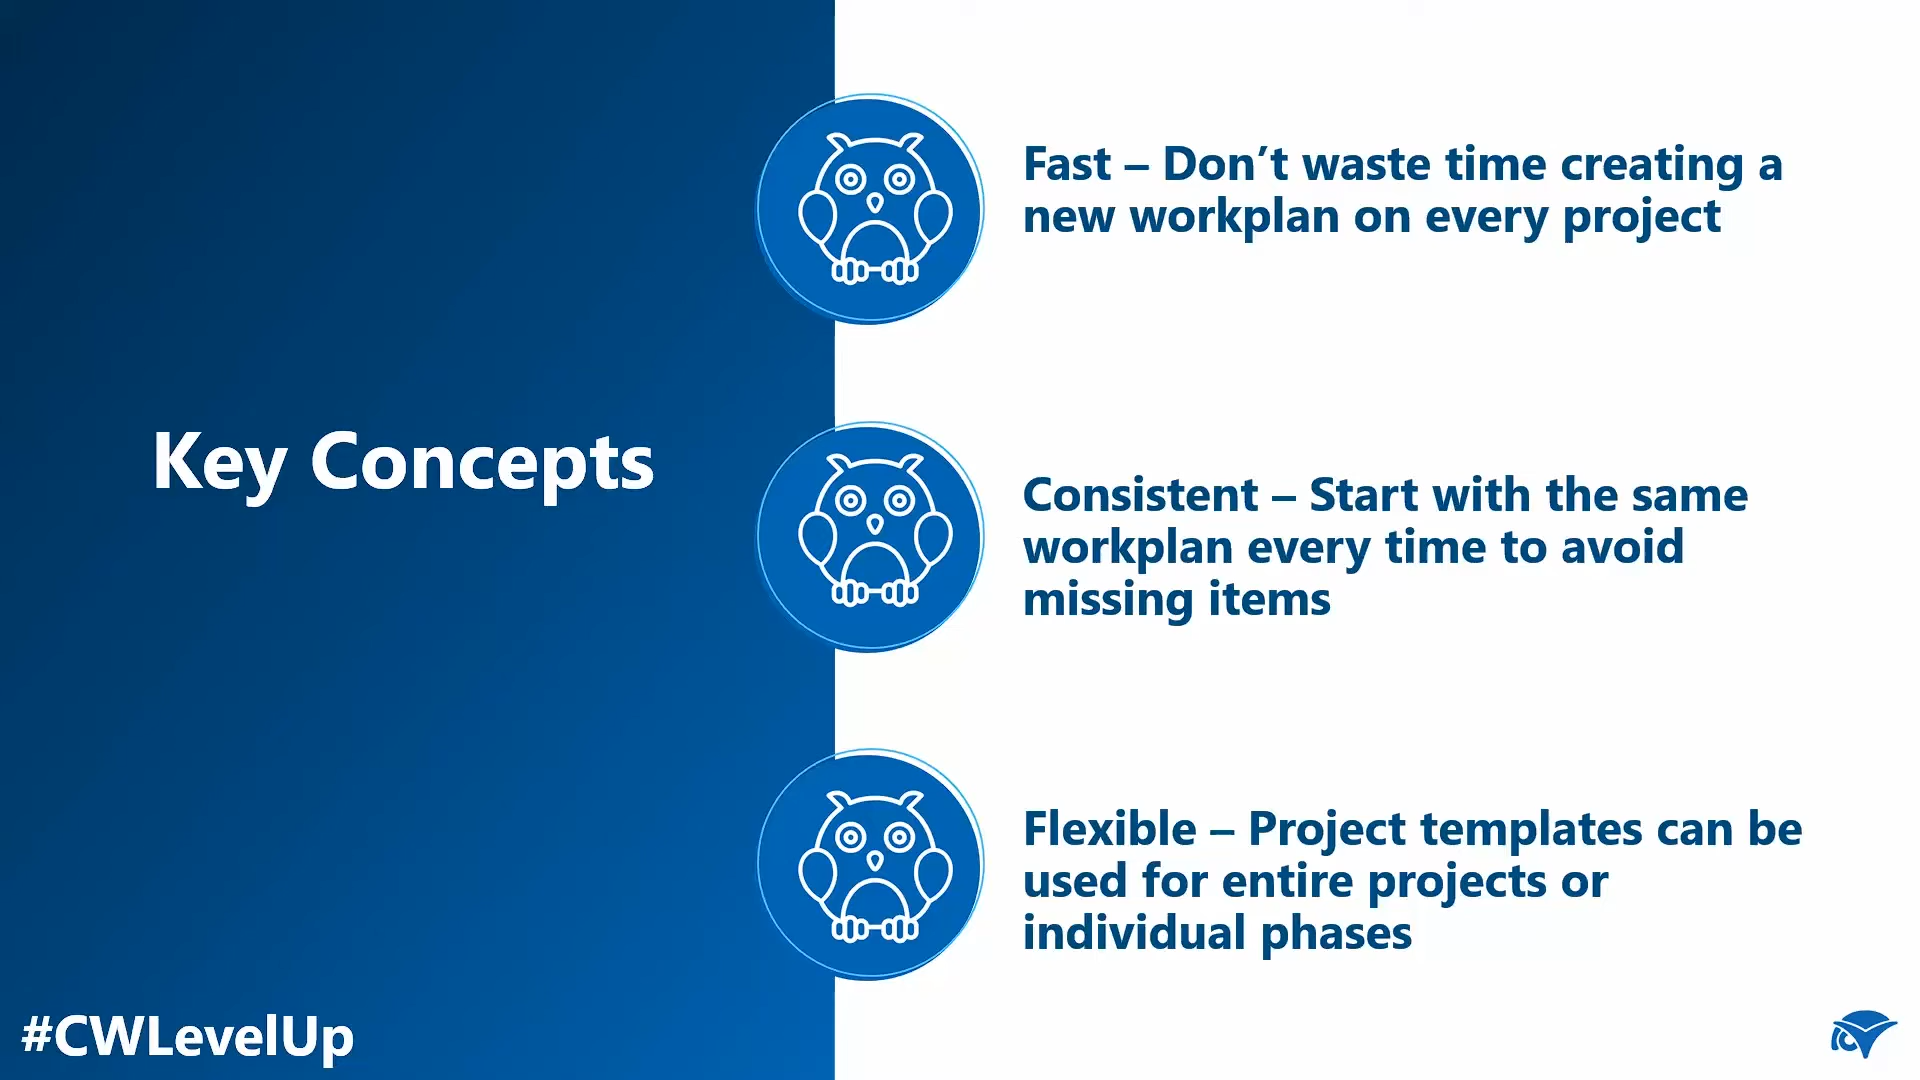 Key Concepts
Fast – Don’t waste time creating a
new workplan on every project
Consistent – Start with the same
workplan every time to avoid
missing items
Flexible – Project templates can be
used for entire projects or
individual phases
#CWLevelUp